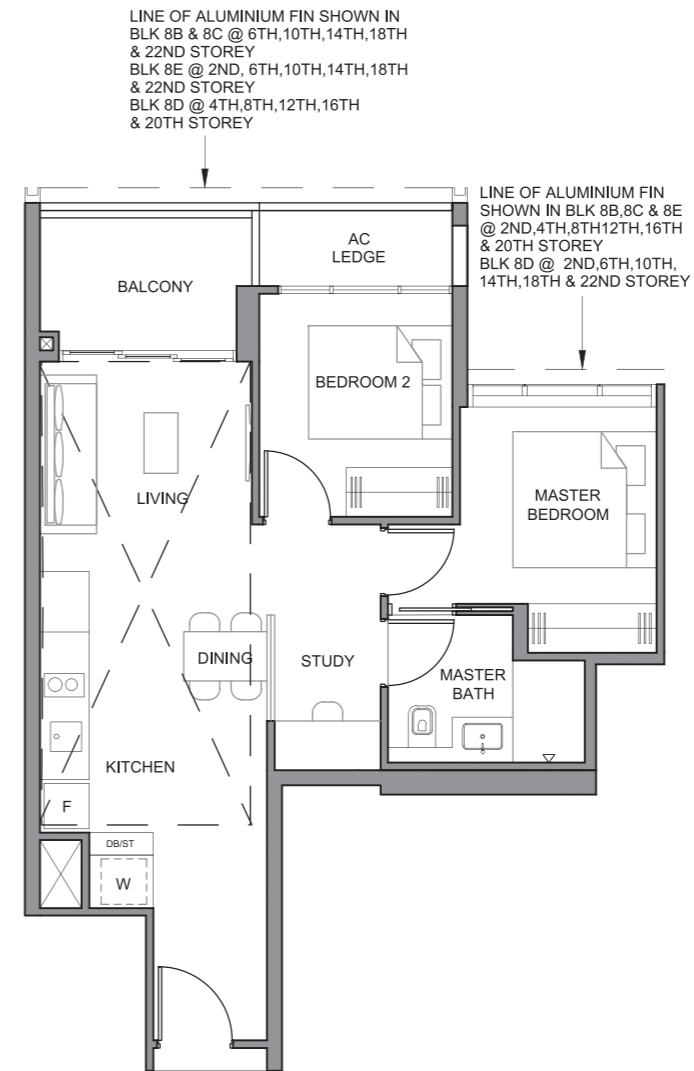 LINE OF ALUMINIUM FIN SHOWN IN
BLK 8B & 8C @ 6TH,10TH,14TH,18TH
& 22ND STOREY
BLK 8E @ 2ND, 6TH,10TH,14TH,18TH
& 22ND STOREY
BLK 8D @ 4TH,8TH,12TH,16TH
& 20TH STOREY
LINE OF ALUMINIUM FIN
SHOWN IN BLK 8B,8C & 8E
@ 2ND,4TH,8TH12TH,16TH
& 20TH STOREY
BLK 8D @ 2ND,6TH,10TH,
14TH,18TH & 22ND STOREY
AC
LEDGE
BALCONY
BEDROOM 2
LIVING
MASTER
BEDROOM
DINING
STUDY
MASTER
BATH
KITCHEN
F
DB/ST
W